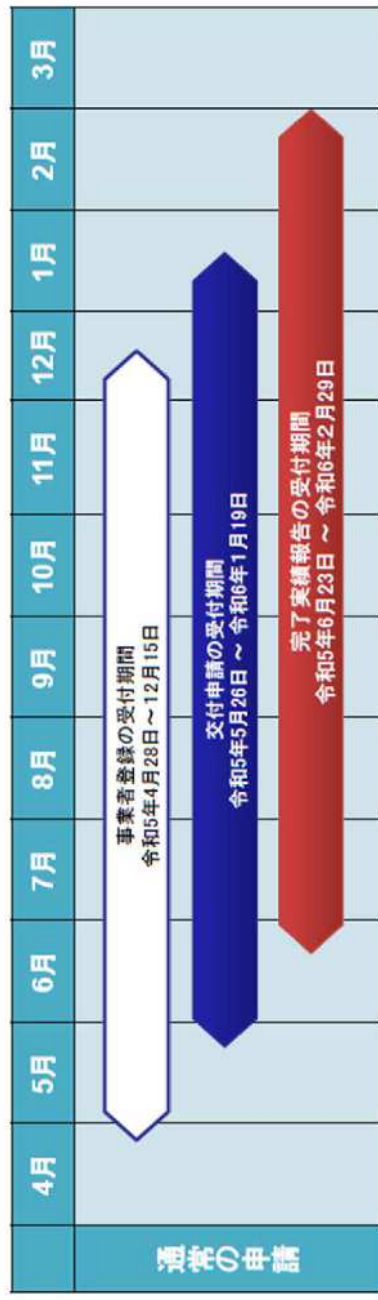 4月 5月 6月 7月 8月 9月 10月 11月 12月 1月 2月 3月
通常の申請
事業者登録の受付期間
令和5年4月28日～12月15日
交付申請の受付期間
令和5年5月26日 ～ 令和6年1月19日
完了実績報告の受付期間
令和5年6月23日 ～ 令和6年2月29日